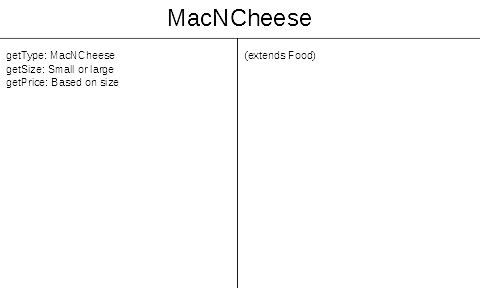 MacNCheese
getType: MacNCheese
getSize: Small or large
getPrice: Based on size
(extends Food)